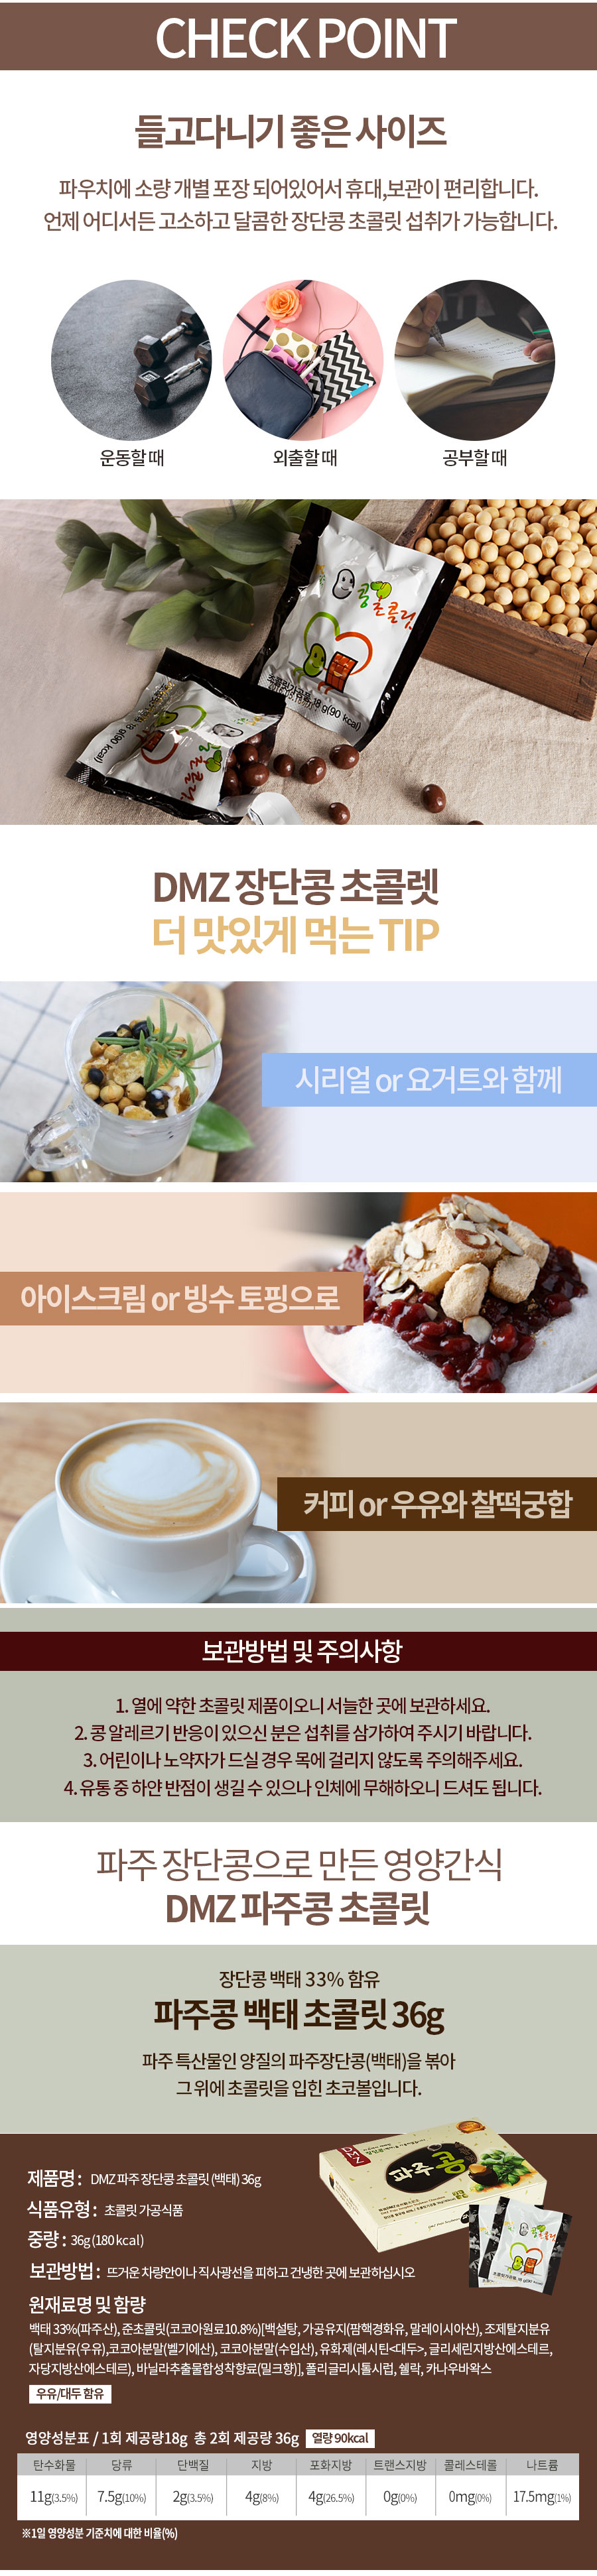 CHECK POINT
들고다니기 좋은 사이즈
파우치에 소량 개별 포장 되어있어서 휴대,보관이 편리합니다.
언제 어디서든 고소하고 달콤한 장단콩 초콜릿 섭취가 가능합니다.
운동할 때
외출할 때
공부할 때
콩초콜릿
초콜릿가공품 18 g(90 kcal)
콩초콜릿
18 g(90 kcal)
DMZ 장단콩 초콜렛
더 맛있게 먹는 TIP
시리얼 or 요거트와 함께
아이스크림 or 빙수 토핑으로
커피 or 우유와 찰떡궁합
보관방법 및 주의사항
1. 열에 약한 초콜릿 제품이오니 서늘한 곳에 보관하세요.
2. 콩 알레르기 반응이 있으신 분은 섭취를 삼가하여 주시기 바랍니다.
3. 어린이나 노약자가 드실 경우 목에 걸리지 않도록 주의해주세요.
4. 유통 중 하얀 반점이 생길 수 있으나 인체에 무해하오니 드셔도 됩니다.
파주 장단콩으로 만든 영양간식
DMZ 파주콩 초콜릿
장단콩 백태 33% 함유
파주콩 백태 초콜릿 36g
파주 특산물인 양질의 파주장단콩(백태)을 볶아
그 위에 초콜릿을 입힌 초코볼입니다.
DMZ
파주콩
콩초콜릿
제품명 : DMZ 파주 장단콩 초콜릿 (백태) 36g
식품유형 : 초콜릿 가공식품
중량 : 36g (180 kcal)
보관방법 : 뜨거운 차량안이나 직사광선을 피하고 건냉한 곳에 보관하십시오
원재료명 및 함량
백태 33%(파주산), 준초콜릿(코코아원료10.8%)[백설탕, 가공유지(팜핵경화유, 말레이시아산), 조제탈지분유
(탈지분유(우유),코코아분말(벨기에산), 코코아분말(수입산), 유화제(레시틴<대두>, 글리세린지방산에스테르,
자당지방산에스테르), 바닐라추출물합성착향료(밀크향)], 폴리글리시톨시럽, 쉘락, 카나우바왁스
우유/대두 함유
영양성분표 / 1회 제공량18g 총 2회 제공량 36g 열량 90kcal
탄수화물 당류 단백질 지방 포화지방 트랜스지방 콜레스테롤 나트륨
11g(3.5%) 7.5g(10%) 2g(3.5%) 4g(8%) 4g(26.5%) 0g(0%) 0mg(0%) 17.5mg(1%)
※1일 영양성분 기준치에 대한 비율(%)